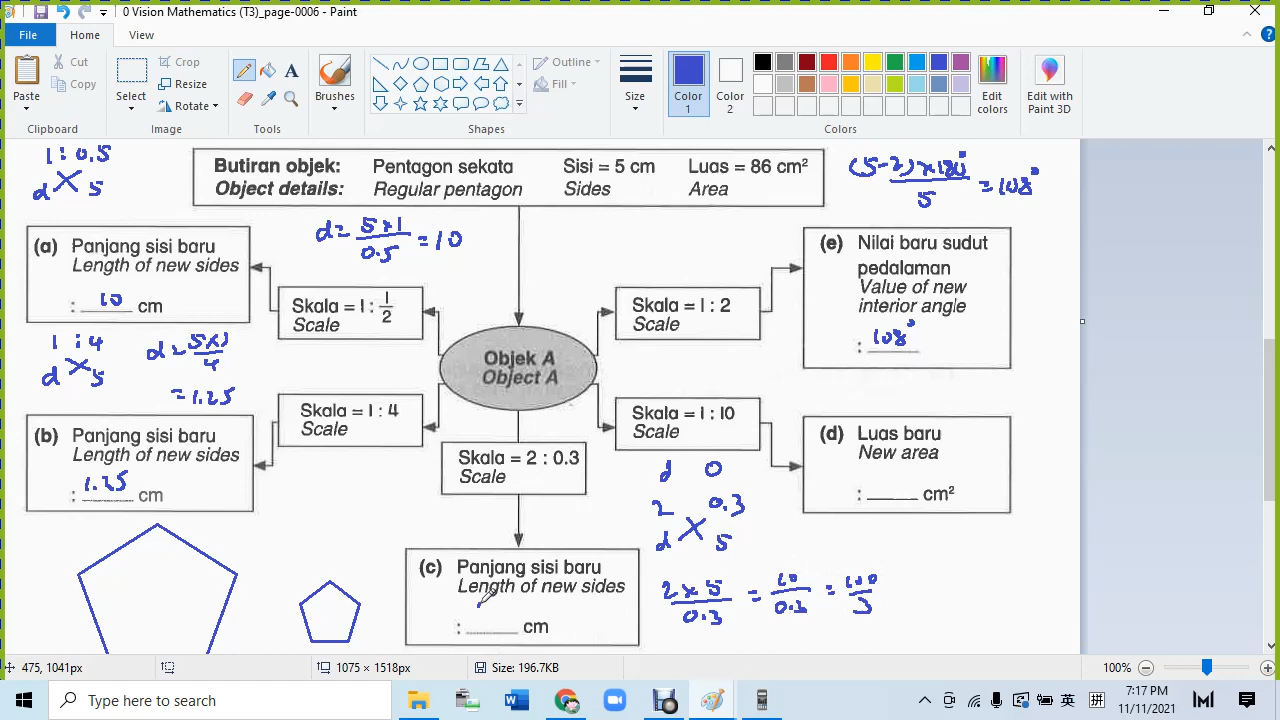 0 Vision Mathematics (T3)_page-0006 - Paint
File Home View
Paste Cut Copy Clipboard
Select Crop Resize Rotate Image
A Tools
Brushes
Shapes
Outline Fill
Size
Color 1 Color 2
Colors
Edit colors
Edit with Paint 3D
1 : 0.5
d 5
Butiran objek: Pentagon sekata Sisi = 5 cm Luas = 86 cm²
Object details: Regular pentagon Sides Area
(5-2)×180°/5 = 108°
d = 5×1/0.5 = 10
(a) Panjang sisi baru
Length of new sides
: 10 cm
Skala = 1 : 1/2
Scale
Skala = 1 : 2
Scale
(e) Nilai baru sudut
pedalaman
Value of new
interior angle
: 108°
Objek A
Object A
1 : 4
d 5
d = 5×1/4
= 1.25
Skala = 1 : 4
Scale
Skala = 1 : 10
Scale
(b) Panjang sisi baru
Length of new sides
: 1.25 cm
(d) Luas baru
New area
: ______ cm²
Skala = 2 : 0.3
Scale
d 0
2 0.3
d 5
(c) Panjang sisi baru
Length of new sides
: ______ cm
2×5/0.3 = 10/0.3 = 100/3
475, 1041px 1075 × 1518px Size: 196.7KB 100%
Type here to search
英 拼
7:17 PM
11/11/2021